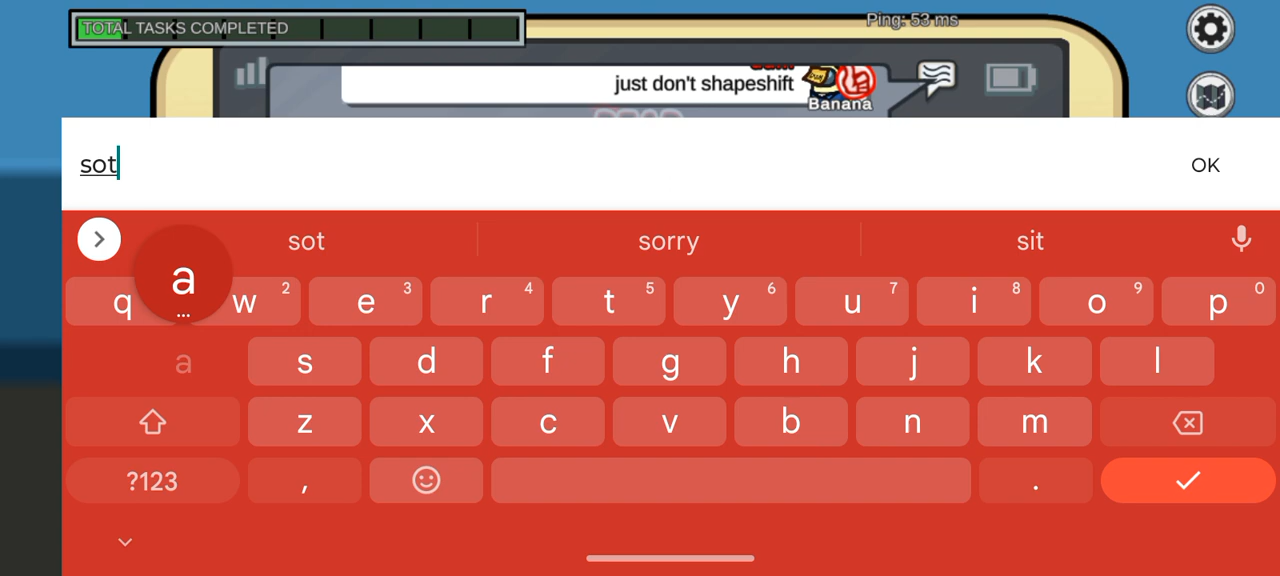 TOTAL TASKS COMPLETED
Ping: 53 ms
just don't shapeshift
Banana
sot
OK
sot sorry sit
a
q w 2 e 3 r 4 t 5 y 6 u 7 i 8 o 9 p 0
a s d f g h j k l
z x c v b n m
?123 , .